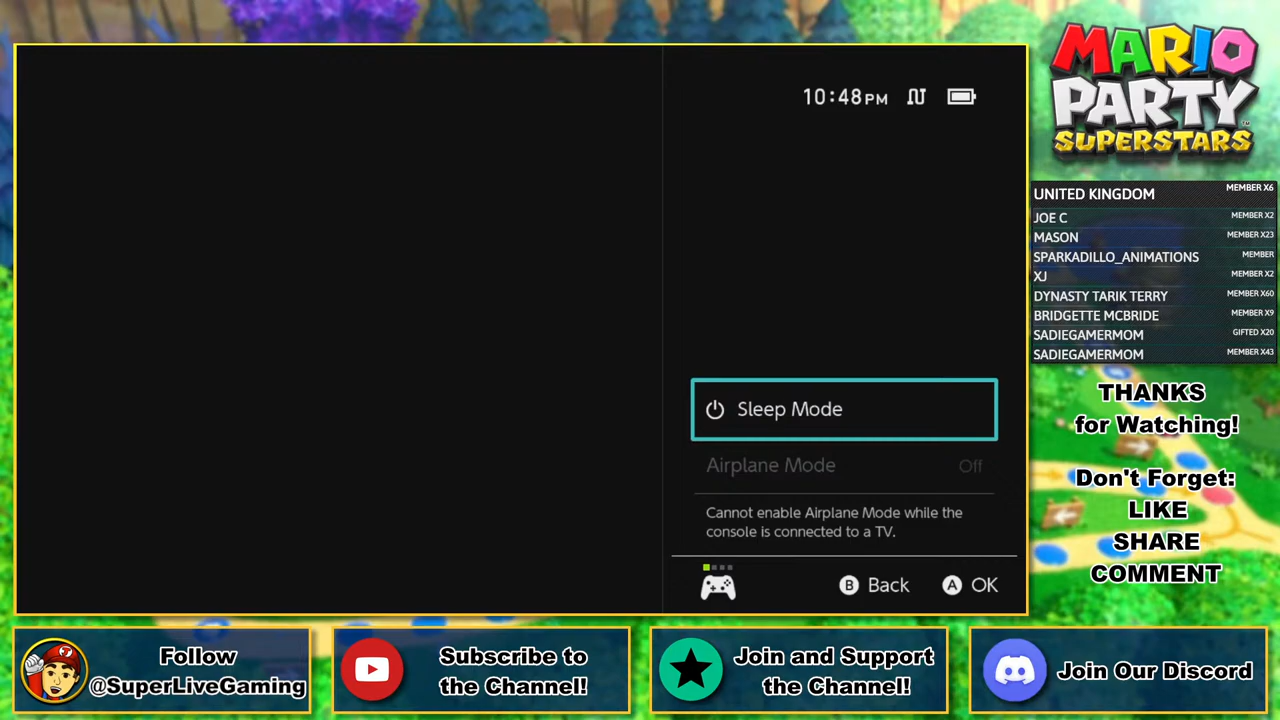 10:48PM
Sleep Mode
Airplane Mode Off
Cannot enable Airplane Mode while the
console is connected to a TV.
B Back A OK
MARIO
PARTY
SUPERSTARS
UNITED KINGDOM MEMBER X6
JOE C MEMBER X2
MASON MEMBER X23
SPARKADILLO_ANIMATIONS MEMBER
XJ MEMBER X2
DYNASTY TARIK TERRY MEMBER X60
BRIDGETTE MCBRIDE MEMBER X9
SADIEGAMERMOM GIFTED X20
SADIEGAMERMOM MEMBER X43
THANKS
for Watching!
Don't Forget:
LIKE
SHARE
COMMENT
Follow
@SuperLiveGaming
Subscribe to
the Channel!
Join and Support
the Channel!
Join Our Discord